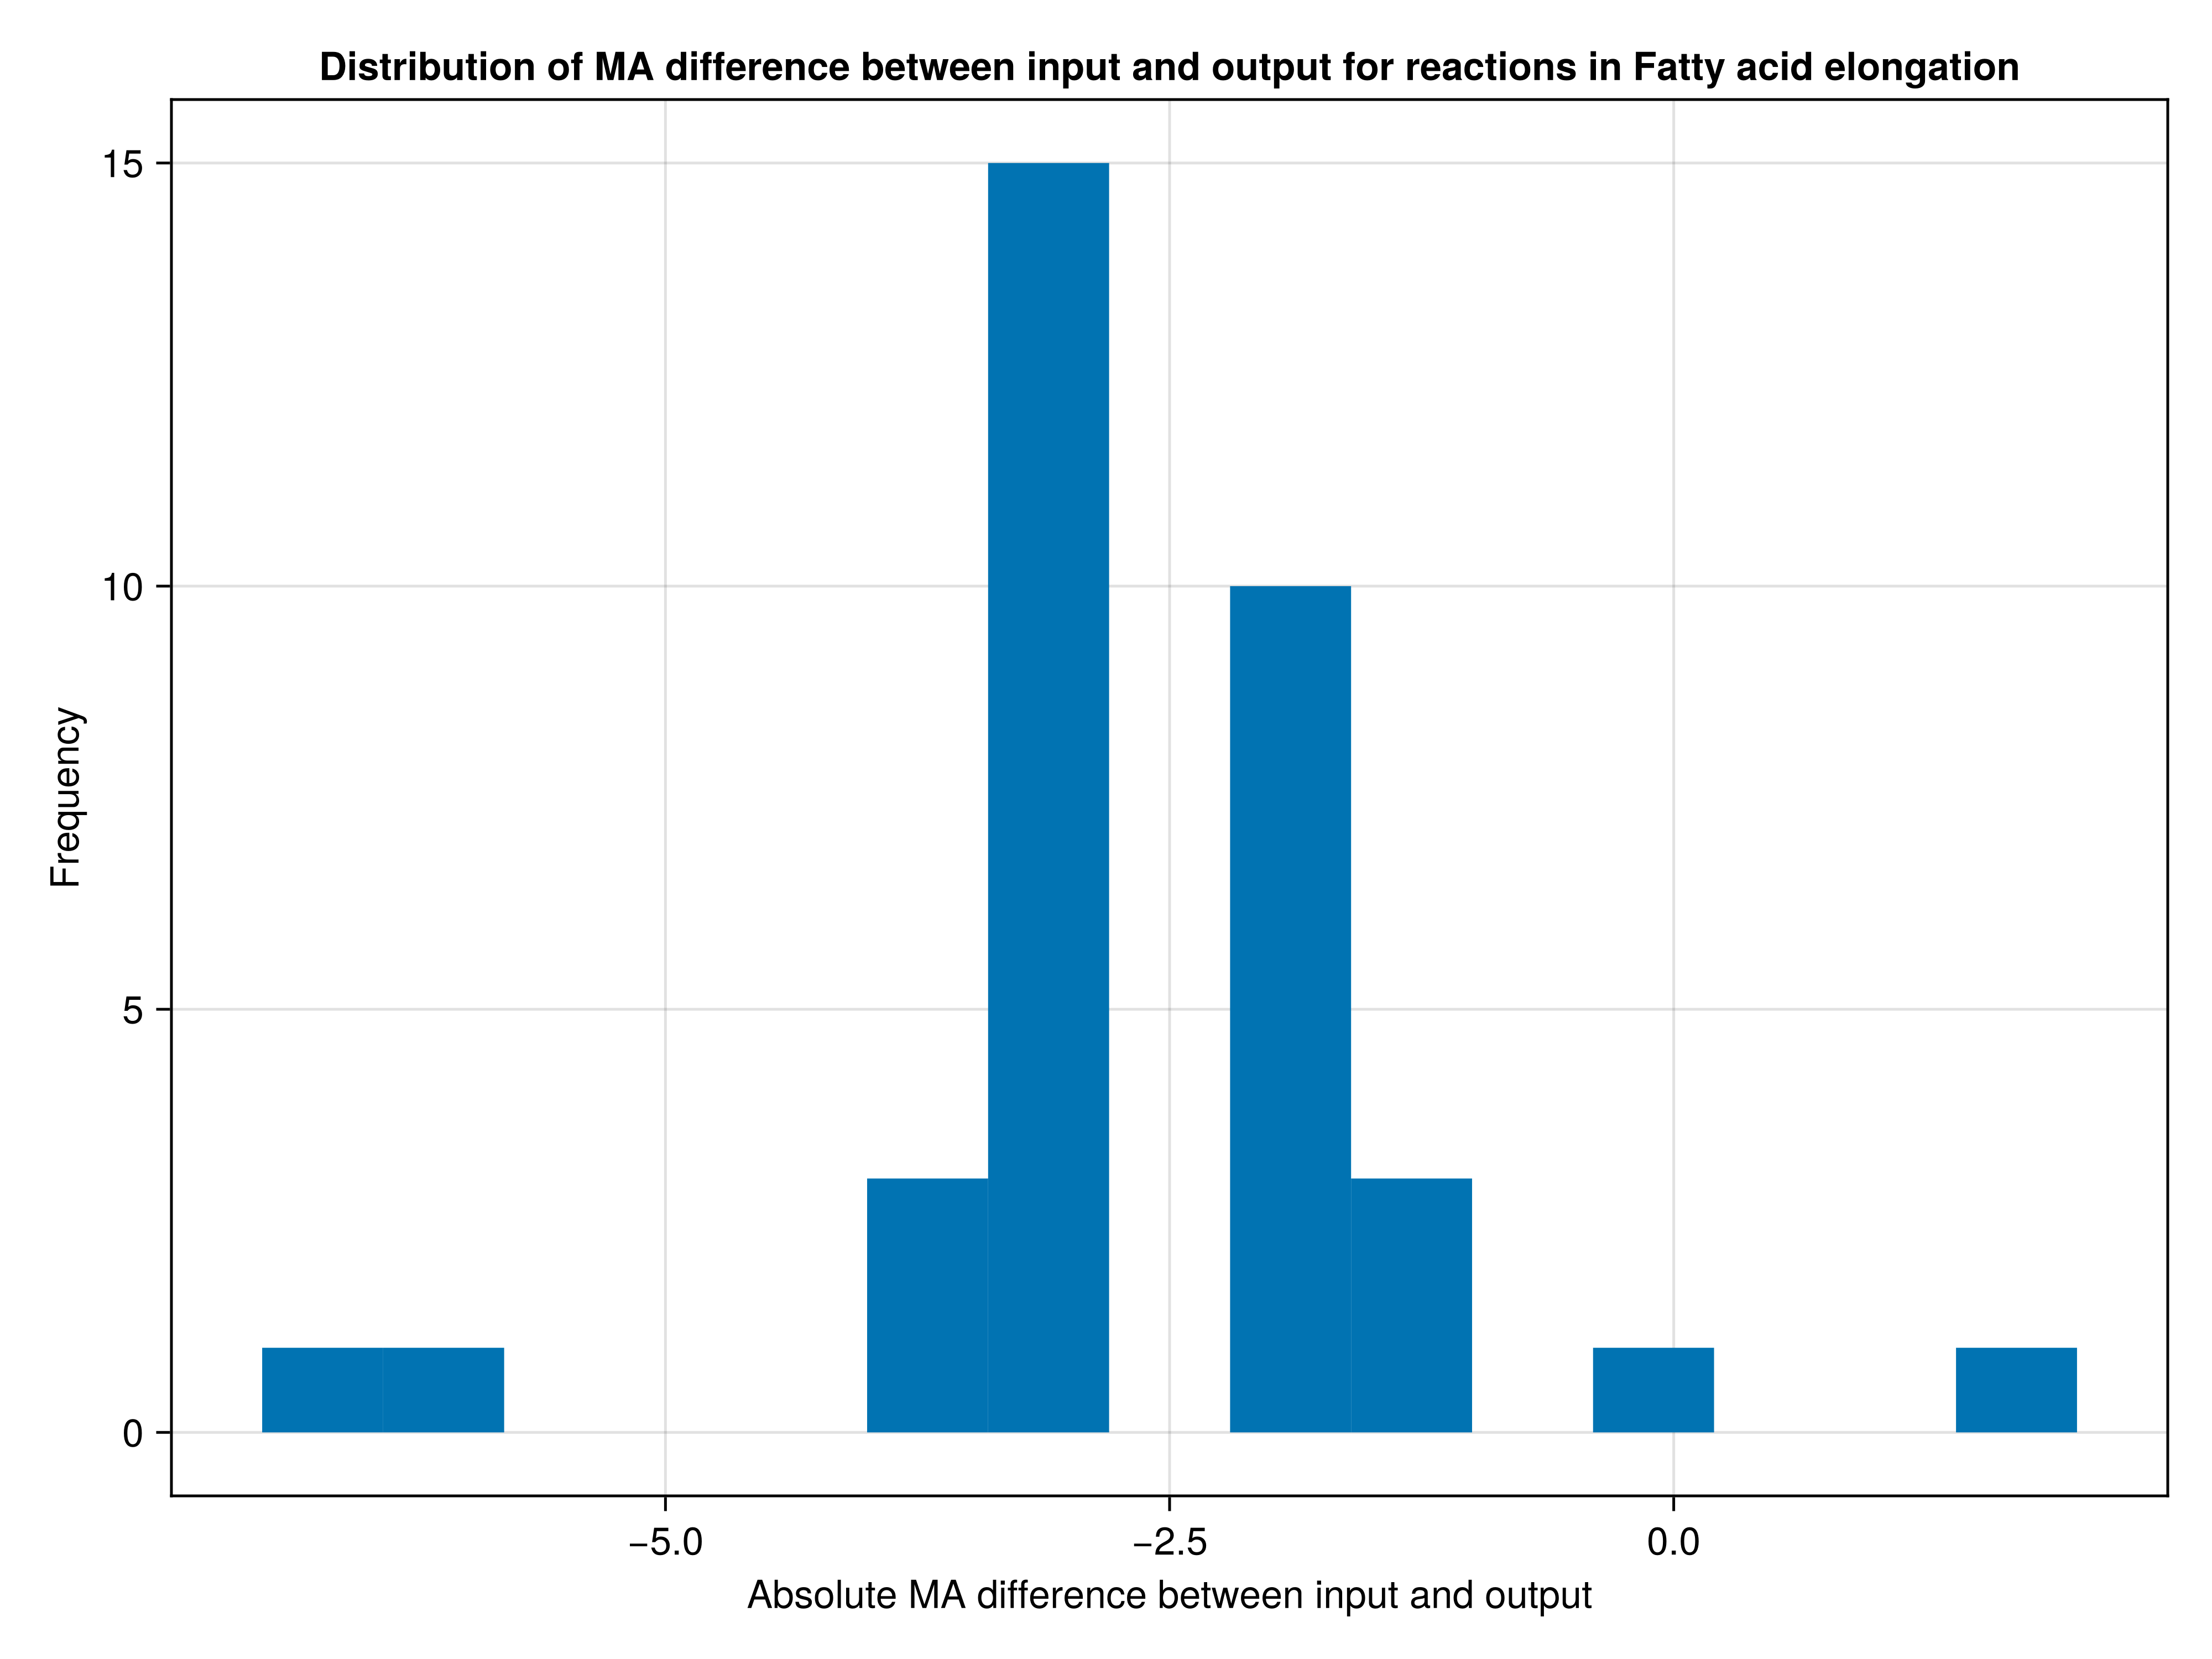 Distribution of MA difference between input and output for reactions in Fatty acid elongation
15
10
5
0
Frequency
−5.0
−2.5
0.0
Absolute MA difference between input and output